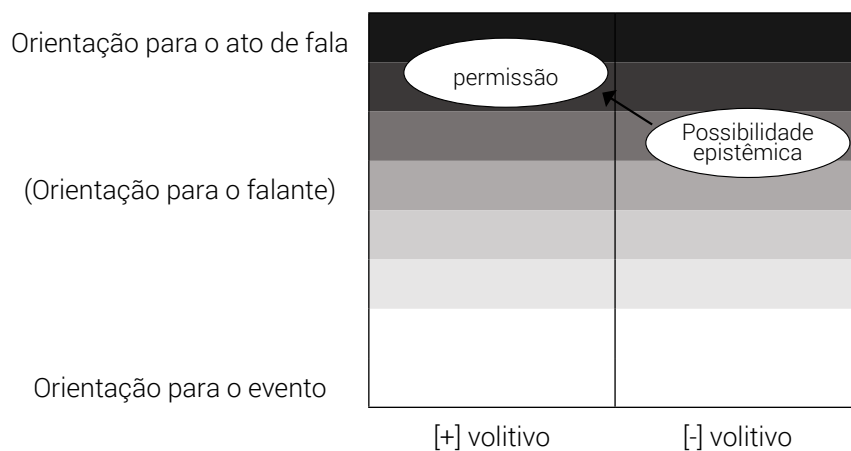 Orientação para o ato de fala
permissão
Possibilidade
epistêmica
(Orientação para o falante)
Orientação para o evento
[+] volitivo
[-] volitivo